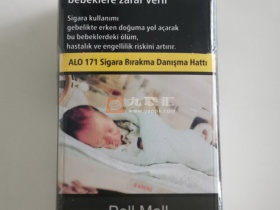 bebeklere zarar verir
Sigara kullanımı
gebelikte erken doğuma yol açarak
bu bebeklerdeki ölüm,
hastalık ve engellilik riskini artırır.
ALO 171 Sigara Bırakma Danışma Hattı
Pall Mall